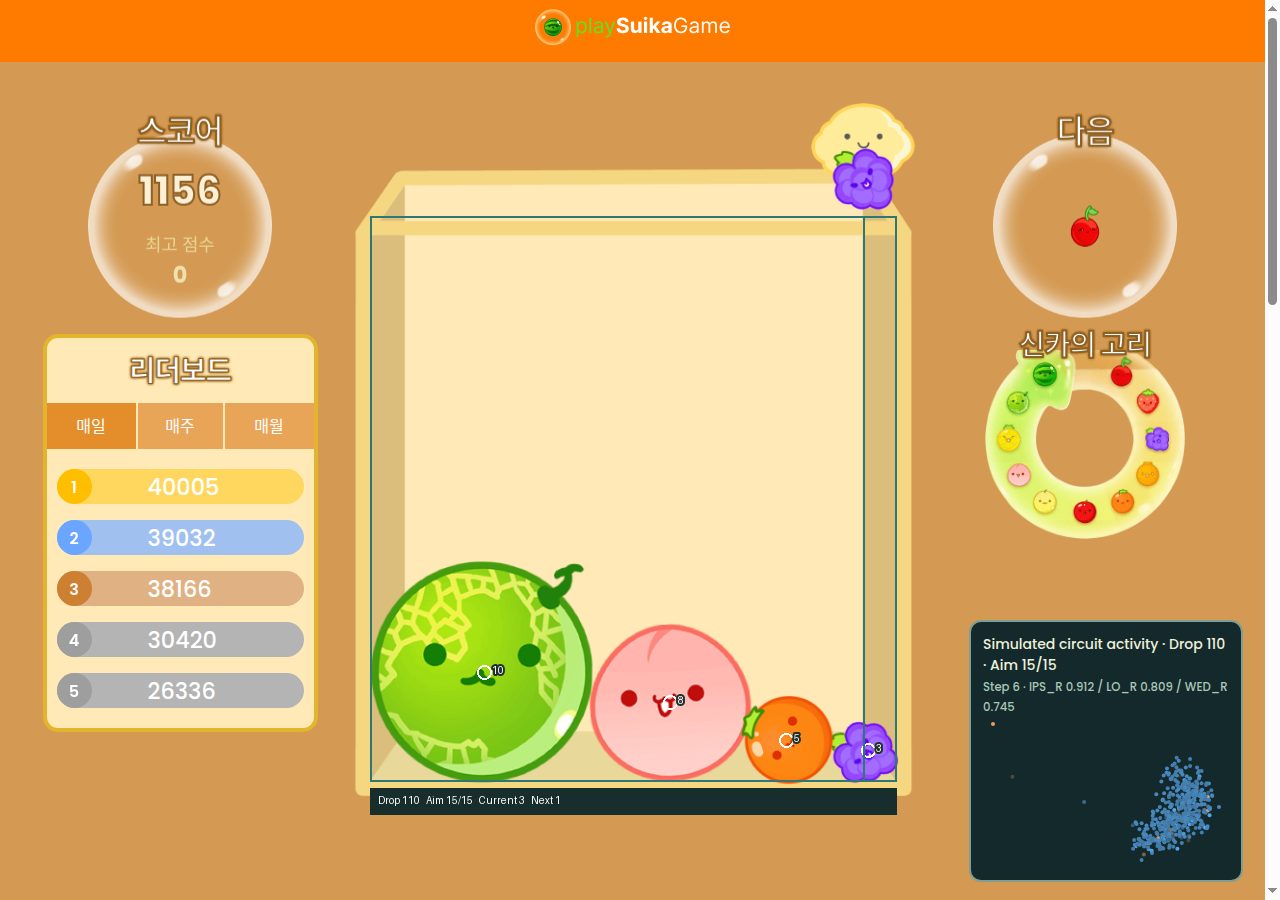 playSuikaGame
스코어
1156
최고 점수
0
다음
신카의 고리
리더보드
매일 매주 매월
1 40005
2 39032
3 38166
4 30420
5 26336
10
8
5
3
Drop 110 Aim 15/15 Current 3 Next 1
Simulated circuit activity · Drop 110
· Aim 15/15
Step 6 · IPS_R 0.912 / LO_R 0.809 / WED_R
0.745